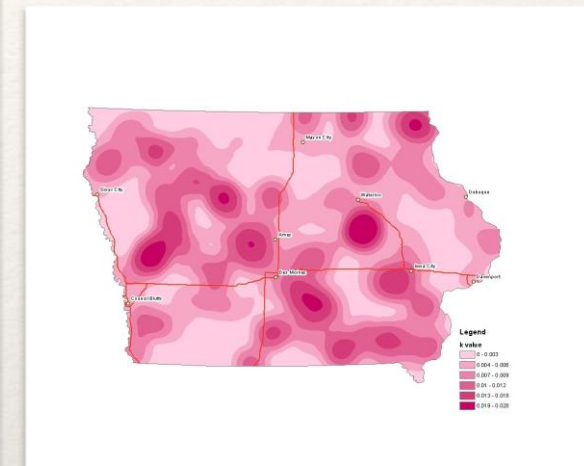 Mason City
Sioux City
Waterloo
Dubuque
Ames
Des Moines
Iowa City
Davenport
Council Bluffs
Legend
k value
0 - 0.003
0.004 - 0.006
0.007 - 0.009
0.01 - 0.012
0.013 - 0.018
0.019 - 0.028